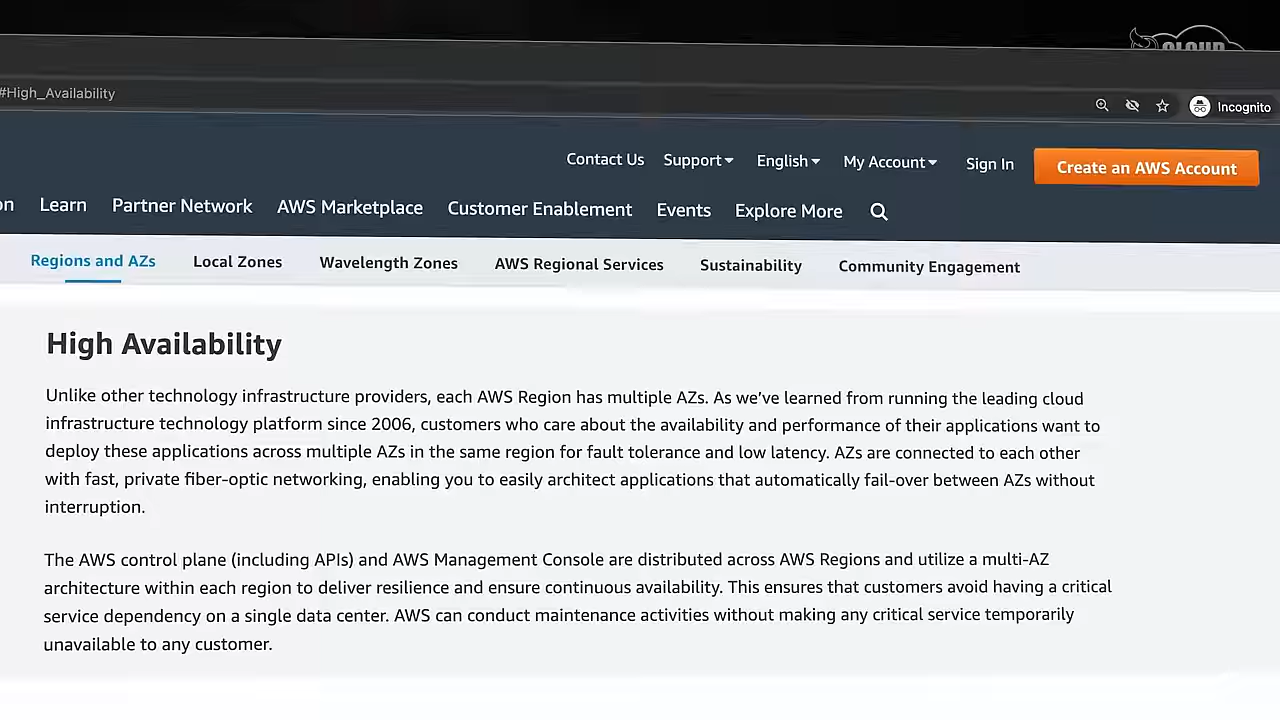 CLOUD
#High_Availability
Incognito
Contact Us Support English My Account Sign In Create an AWS Account
on Learn Partner Network AWS Marketplace Customer Enablement Events Explore More
Regions and AZs Local Zones Wavelength Zones AWS Regional Services Sustainability Community Engagement
High Availability
Unlike other technology infrastructure providers, each AWS Region has multiple AZs. As we’ve learned from running the leading cloud
infrastructure technology platform since 2006, customers who care about the availability and performance of their applications want to
deploy these applications across multiple AZs in the same region for fault tolerance and low latency. AZs are connected to each other
with fast, private fiber-optic networking, enabling you to easily architect applications that automatically fail-over between AZs without
interruption.
The AWS control plane (including APIs) and AWS Management Console are distributed across AWS Regions and utilize a multi-AZ
architecture within each region to deliver resilience and ensure continuous availability. This ensures that customers avoid having a critical
service dependency on a single data center. AWS can conduct maintenance activities without making any critical service temporarily
unavailable to any customer.